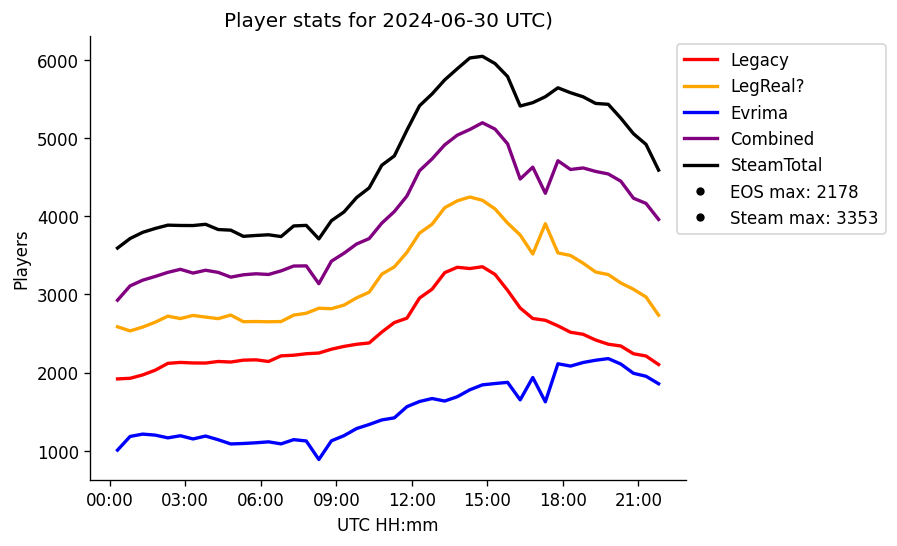 Player stats for 2024-06-30 UTC)
Players
6000
5000
4000
3000
2000
1000
00:00 03:00 06:00 09:00 12:00 15:00 18:00 21:00
UTC HH:mm
Legacy
LegReal?
Evrima
Combined
SteamTotal
EOS max: 2178
Steam max: 3353